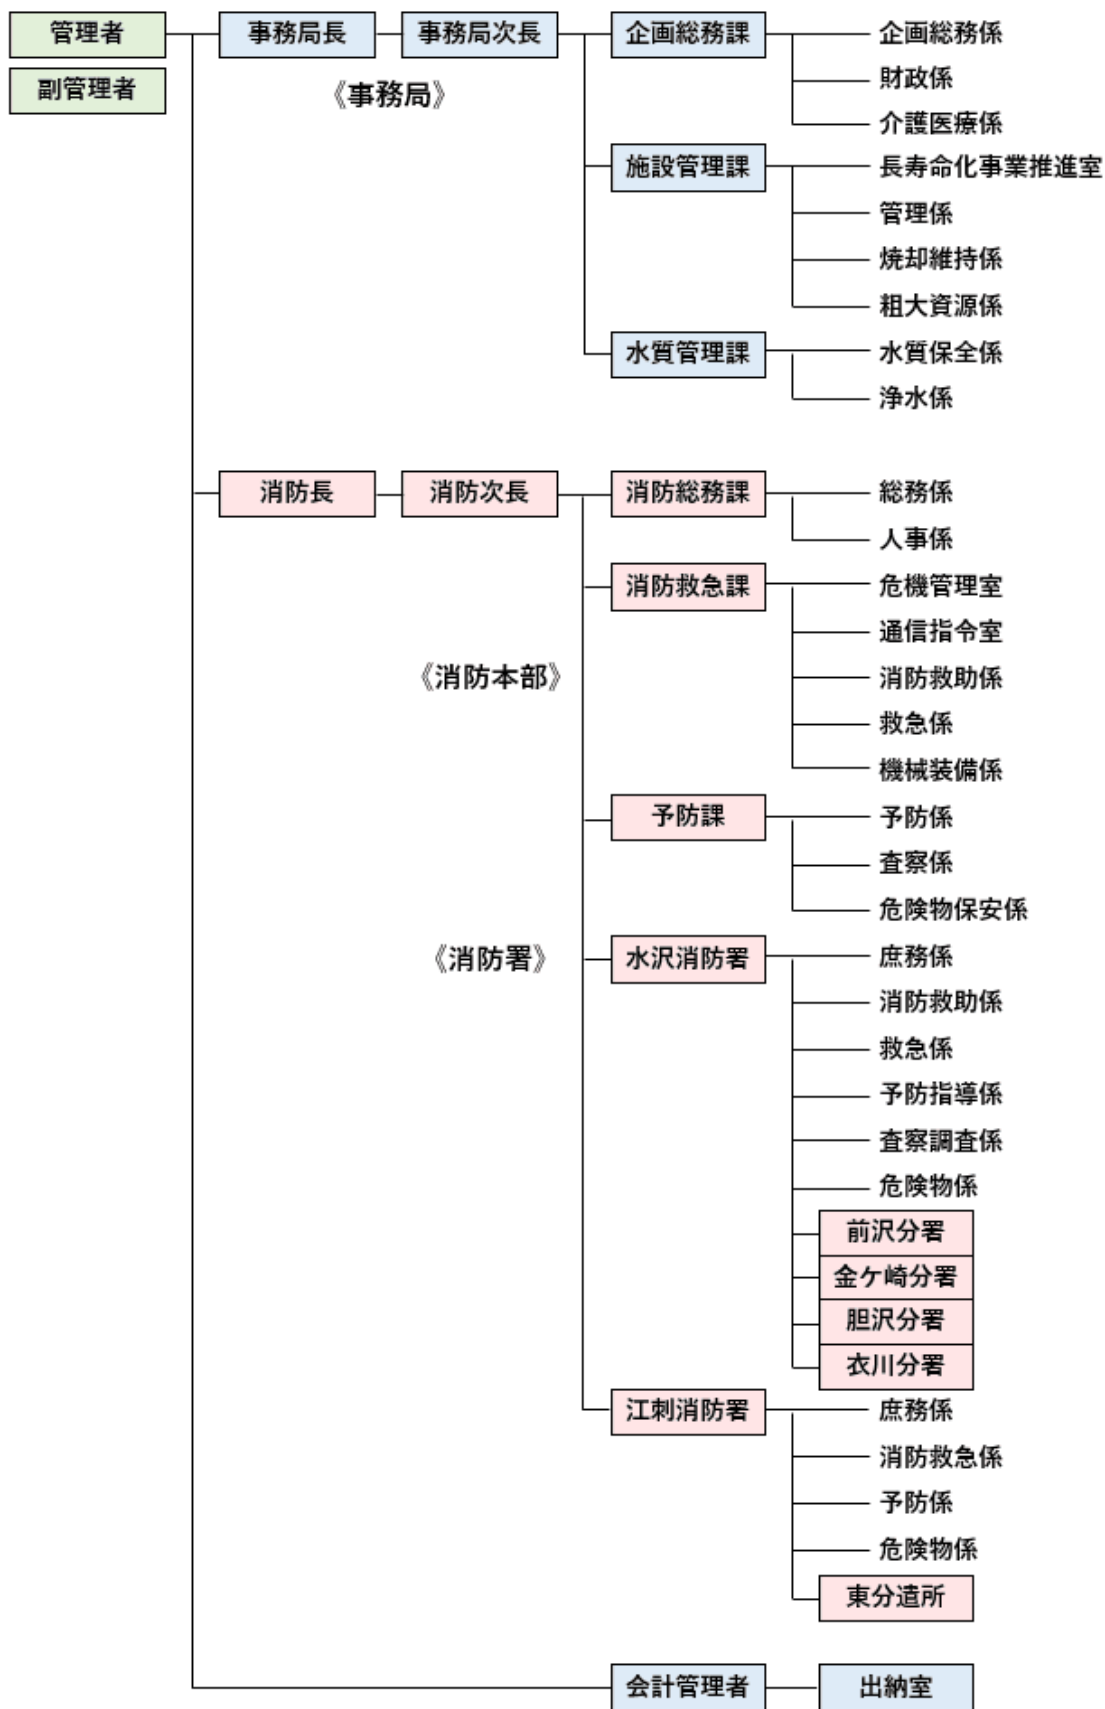 管理者
事務局長
事務局次長
企画総務課
企画総務係
副管理者
《事務局》
財政係
介護医療係
施設管理課
長寿命化事業推進室
管理係
焼却維持係
粗大資源係
水質管理課
水質保全係
浄水係
消防長
消防次長
消防総務課
総務係
人事係
消防救急課
危機管理室
通信指令室
《消防本部》
消防救助係
救急係
機械装備係
予防課
予防係
査察係
危険物保安係
《消防署》
水沢消防署
庶務係
消防救助係
救急係
予防指導係
査察調査係
危険物係
前沢分署
金ケ崎分署
胆沢分署
衣川分署
江刺消防署
庶務係
消防救急係
予防係
危険物係
東分遣所
会計管理者
出納室